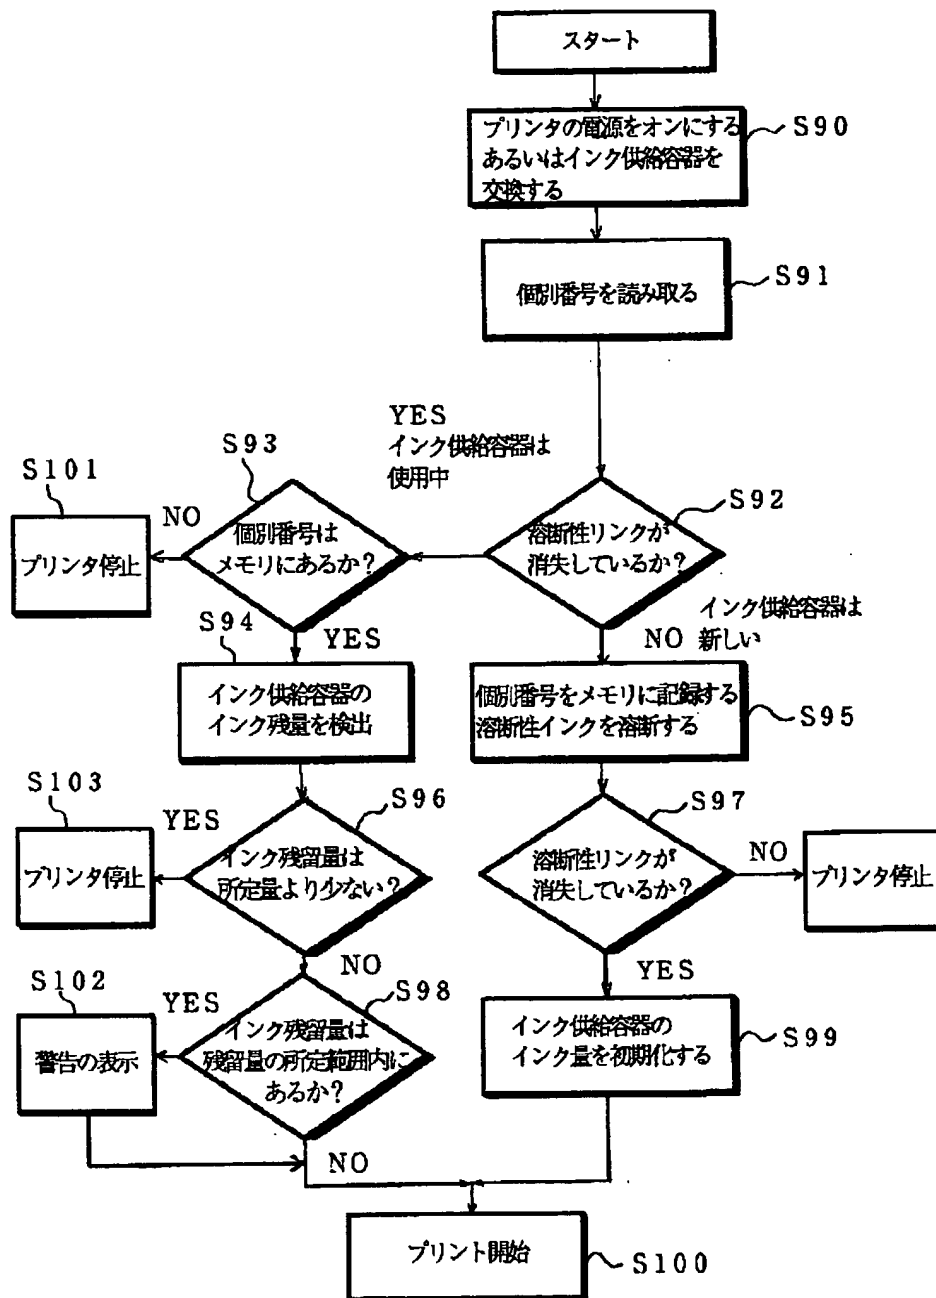 スタート
プリンタの電源をオンにする
あるいはインク供給容器を
交換する
S90
個別番号を読み取る
S91
YES
インク供給容器は
使用中
S93
S101
NO
個別番号は
メモリにあるか?
プリンタ停止
S92
溶断性リンクが
消失しているか?
インク供給容器は
新しい
NO
S94
YES
インク供給容器の
インク残量を検出
個別番号をメモリに記録する
溶断性インクを溶断する
S95
S103
YES
S96
インク残留量は
所定量より少ない?
プリンタ停止
S97
溶断性リンクが
消失しているか?
NO
プリンタ停止
NO
S102
YES
S98
インク残留量は
残留量の所定範囲内に
あるか?
警告の表示
YES
インク供給容器の
インク量を初期化する
S99
NO
プリント開始
S100